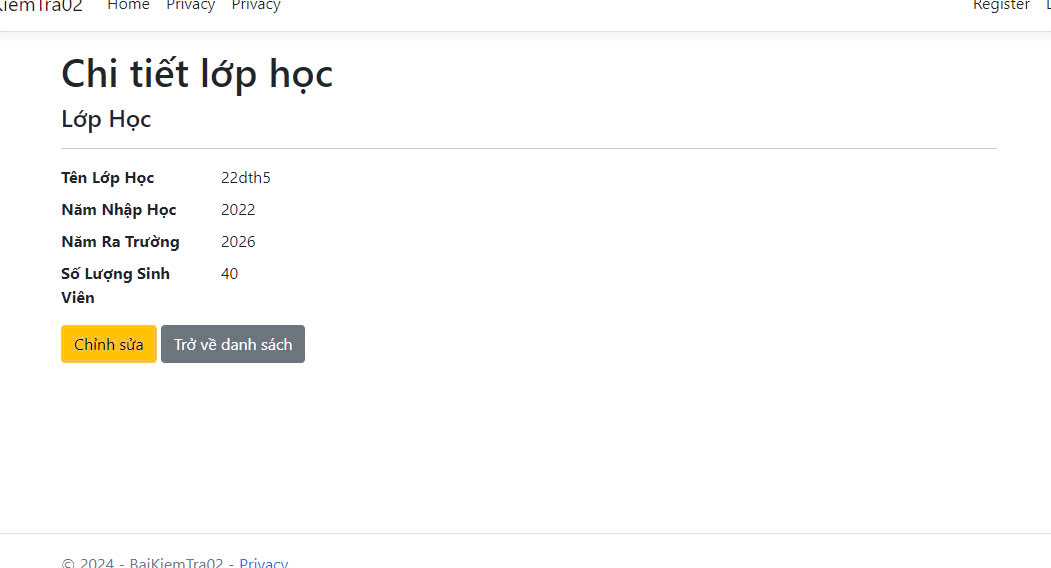 KiemTra02 Home Privacy Privacy Register
Chi tiết lớp học
Lớp Học
Tên Lớp Học 22dth5
Năm Nhập Học 2022
Năm Ra Trường 2026
Số Lượng Sinh Viên 40
Chỉnh sửa Trở về danh sách
© 2024 - BaiKiemTra02 - Privacy